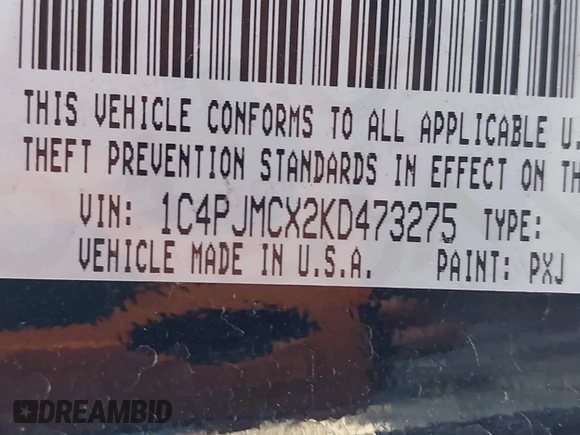 THIS VEHICLE CONFORMS TO ALL APPLICABLE U.
THEFT PREVENTION STANDARDS IN EFFECT ON TH
VIN: 1C4PJMCX2KD473275 TYPE:
VEHICLE MADE IN U.S.A. PAINT: PXJ
DREAMBID